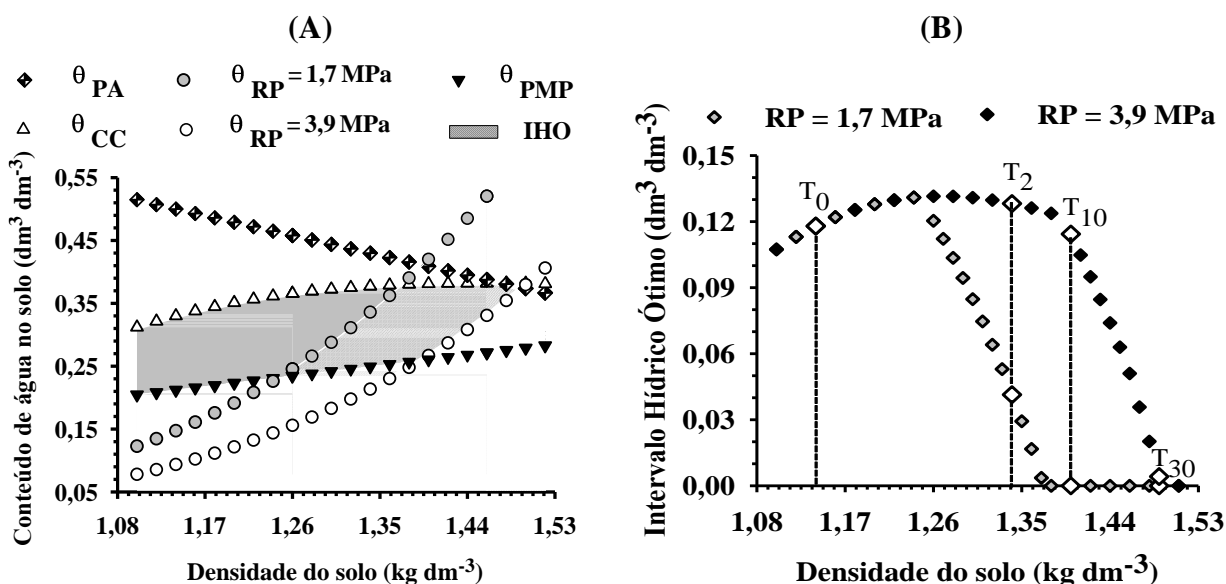 (A)
θ PA
θ RP = 1,7 MPa
θ PMP
θ CC
θ RP = 3,9 MPa
IHO
Conteúdo de água no solo (dm³ dm⁻³)
0,55
0,45
0,35
0,25
0,15
0,05
1,08 1,17 1,26 1,35 1,44 1,53
Densidade do solo (kg dm⁻³)
(B)
RP = 1,7 MPa
RP = 3,9 MPa
Intervalo Hídrico Ótimo (dm³ dm⁻³)
0,15
0,12
0,09
0,06
0,03
0,00
T0
T2
T10
T30
1,08 1,17 1,26 1,35 1,44 1,53
Densidade do solo (kg dm⁻³)